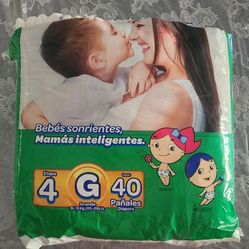 Bebés sonrientes,
Mamás inteligentes.
Etapa
4
G
Grande
40
Pañales
Diapers